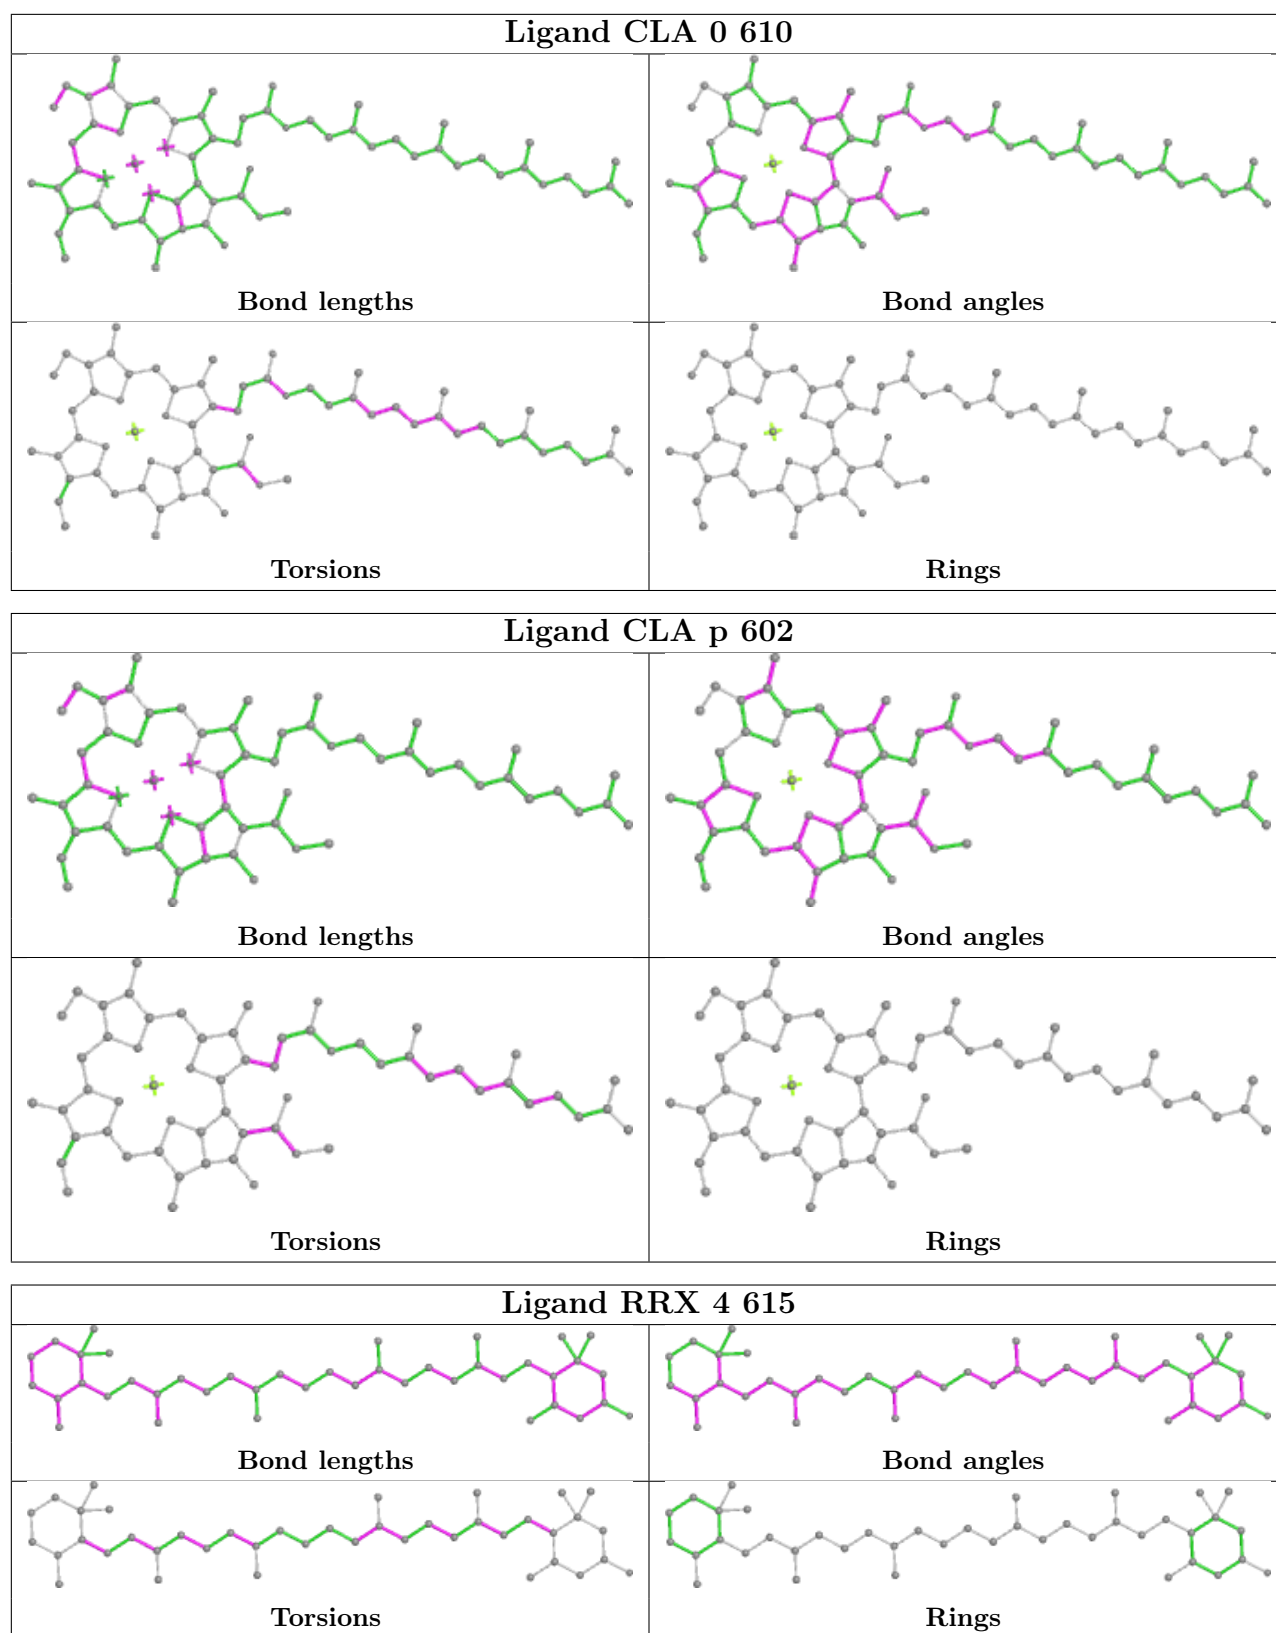 Ligand CLA 0 610
Bond lengths
Bond angles
Torsions
Rings
Ligand CLA p 602
Bond lengths
Bond angles
Torsions
Rings
Ligand RRX 4 615
Bond lengths
Bond angles
Torsions
Rings